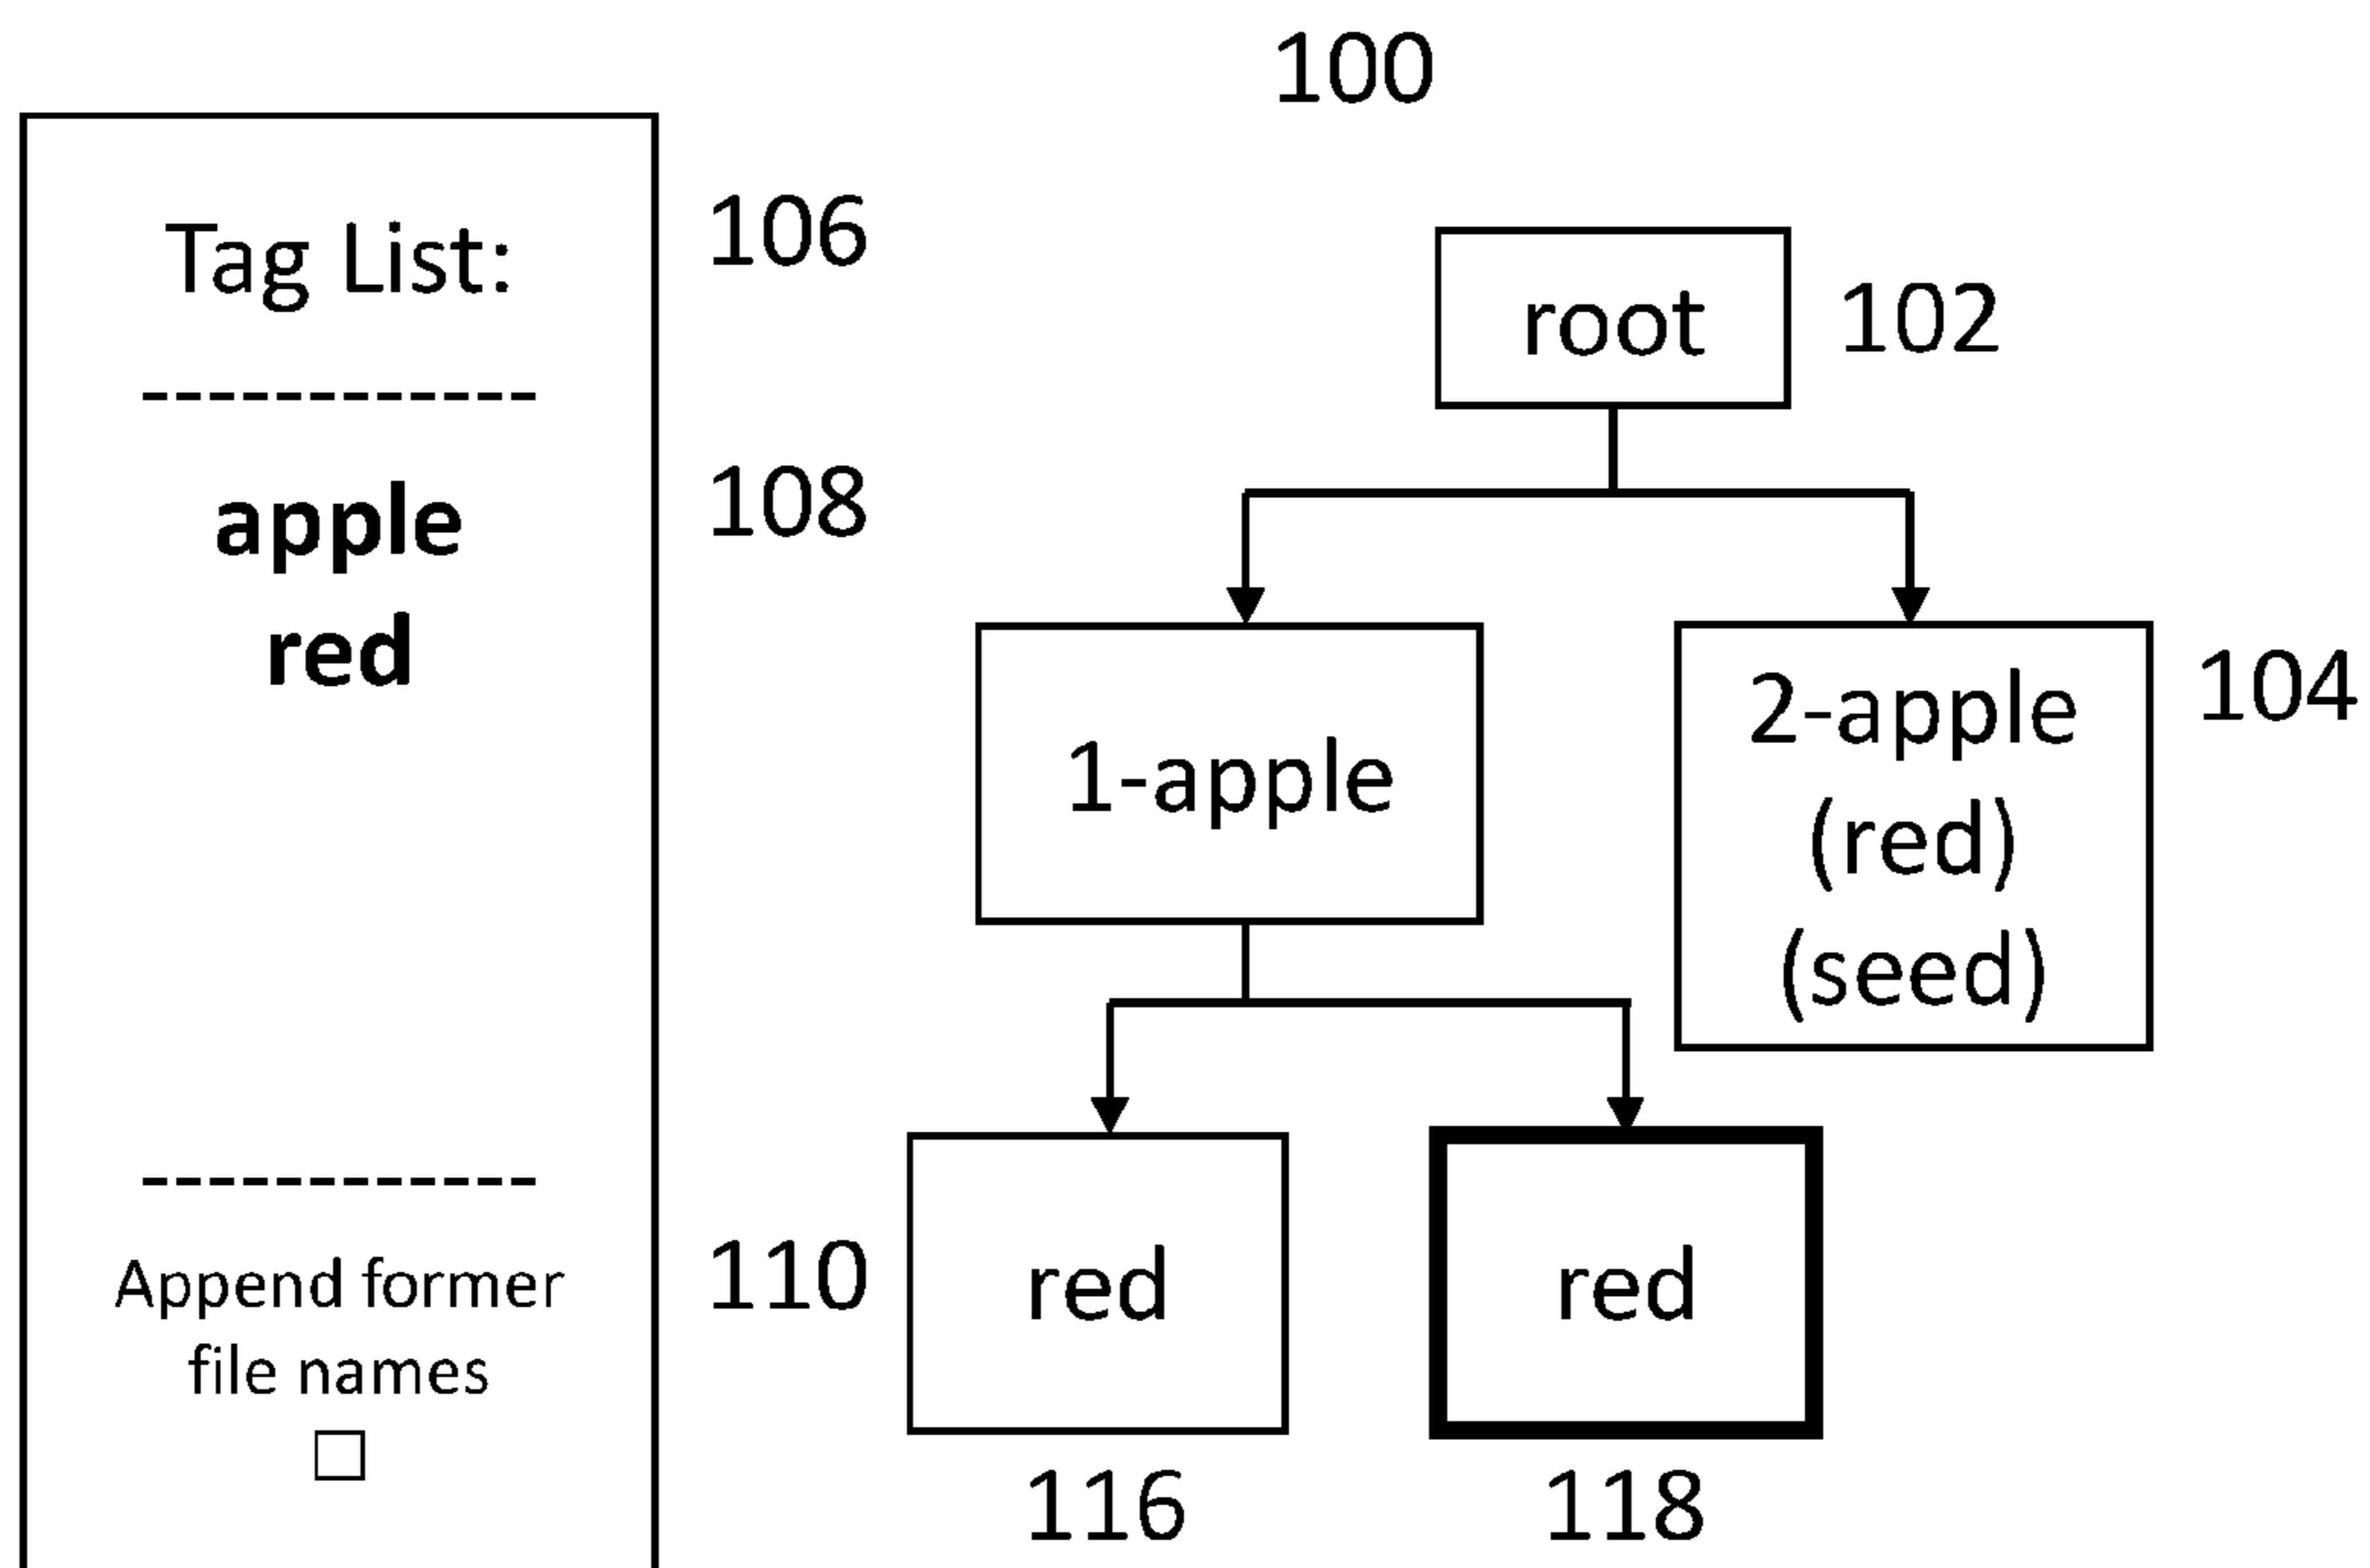 100
Tag List:
106
---------------
apple
108
red
---------------
Append former
file names
110
root
102
1-apple
2-apple
(red)
(seed)
104
red
116
red
118